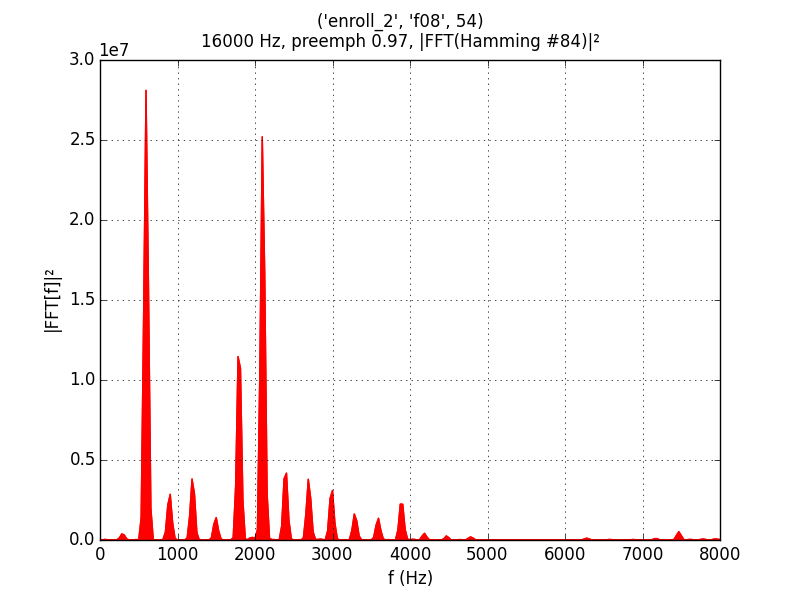 ('enroll_2', 'f08', 54)
16000 Hz, preemph 0.97, |FFT(Hamming #84)|²
1e7
3.0
2.5
2.0
1.5
1.0
0.5
0.0
|FFT[f]|²
0 1000 2000 3000 4000 5000 6000 7000 8000
f (Hz)